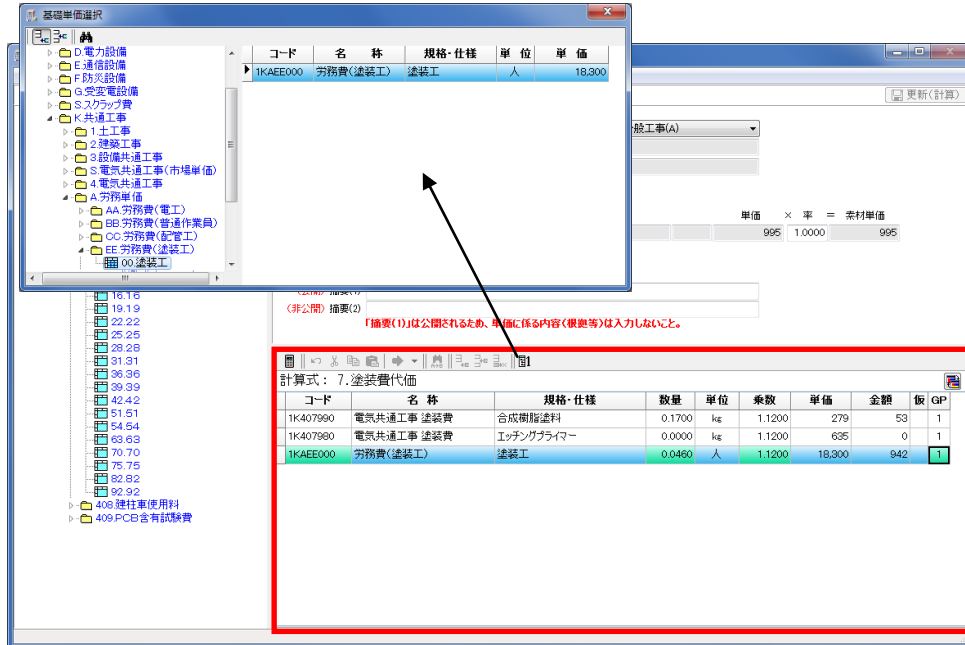 基礎単価選択
D.電力設備
E.通信設備
F.防災設備
G.受変電設備
S.スクラップ費
K.共通工事
1.土工事
2.建築工事
3.設備共通工事
S.電気共通工事(市場単価)
4.電気共通工事
A.労務単価
AA.労務費(電工)
BB.労務費(普通作業員)
CC.労務費(配管工)
EE.労務費(塗装工)
00.塗装工
コード 名 称 規格・仕様 単 位 単 価
1KAEE000 労務費(塗装工) 塗装工 人 18,300
更新(計算)
般工事(A)
単価 × 率 = 素材単価
995 1.0000 995
16.16
19.19
22.22
25.25
28.28
31.31
36.36
39.39
42.42
51.51
54.54
63.63
70.70
75.75
82.82
92.92
408.建柱車使用料
409.PCB含有試験費
(非公開) 摘要(2)
「摘要(1)」は公開されるため、単価に係る内容(根拠等)は入力しないこと。
計算式: 7.塗装費代価
コード 名 称 規格・仕様 数量 単位 乗数 単価 金額 仮 GP
1K407990 電気共通工事 塗装費 合成樹脂塗料 0.1700 kg 1.1200 279 53 1
1K407980 電気共通工事 塗装費 エッチングプライマー 0.0000 kg 1.1200 635 0 1
1KAEE000 労務費(塗装工) 塗装工 0.0460 人 1.1200 18,300 942 1